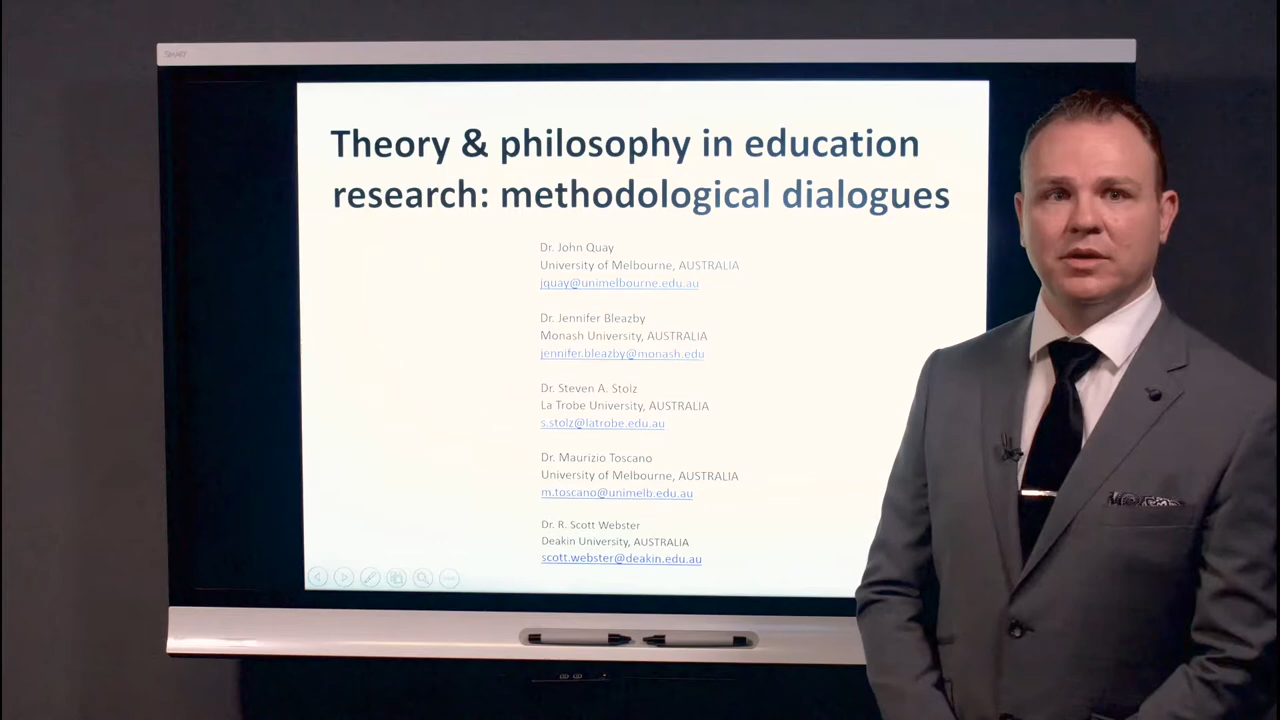 SMART
Theory & philosophy in education
research: methodological dialogues
Dr. John Quay
University of Melbourne, AUSTRALIA
jquay@unimelbourne.edu.au
Dr. Jennifer Bleazby
Monash University, AUSTRALIA
jennifer.bleazby@monash.edu
Dr. Steven A. Stolz
La Trobe University, AUSTRALIA
s.stolz@latrobe.edu.au
Dr. Maurizio Toscano
University of Melbourne, AUSTRALIA
m.toscano@unimelb.edu.au
Dr. R. Scott Webster
Deakin University, AUSTRALIA
scott.webster@deakin.edu.au